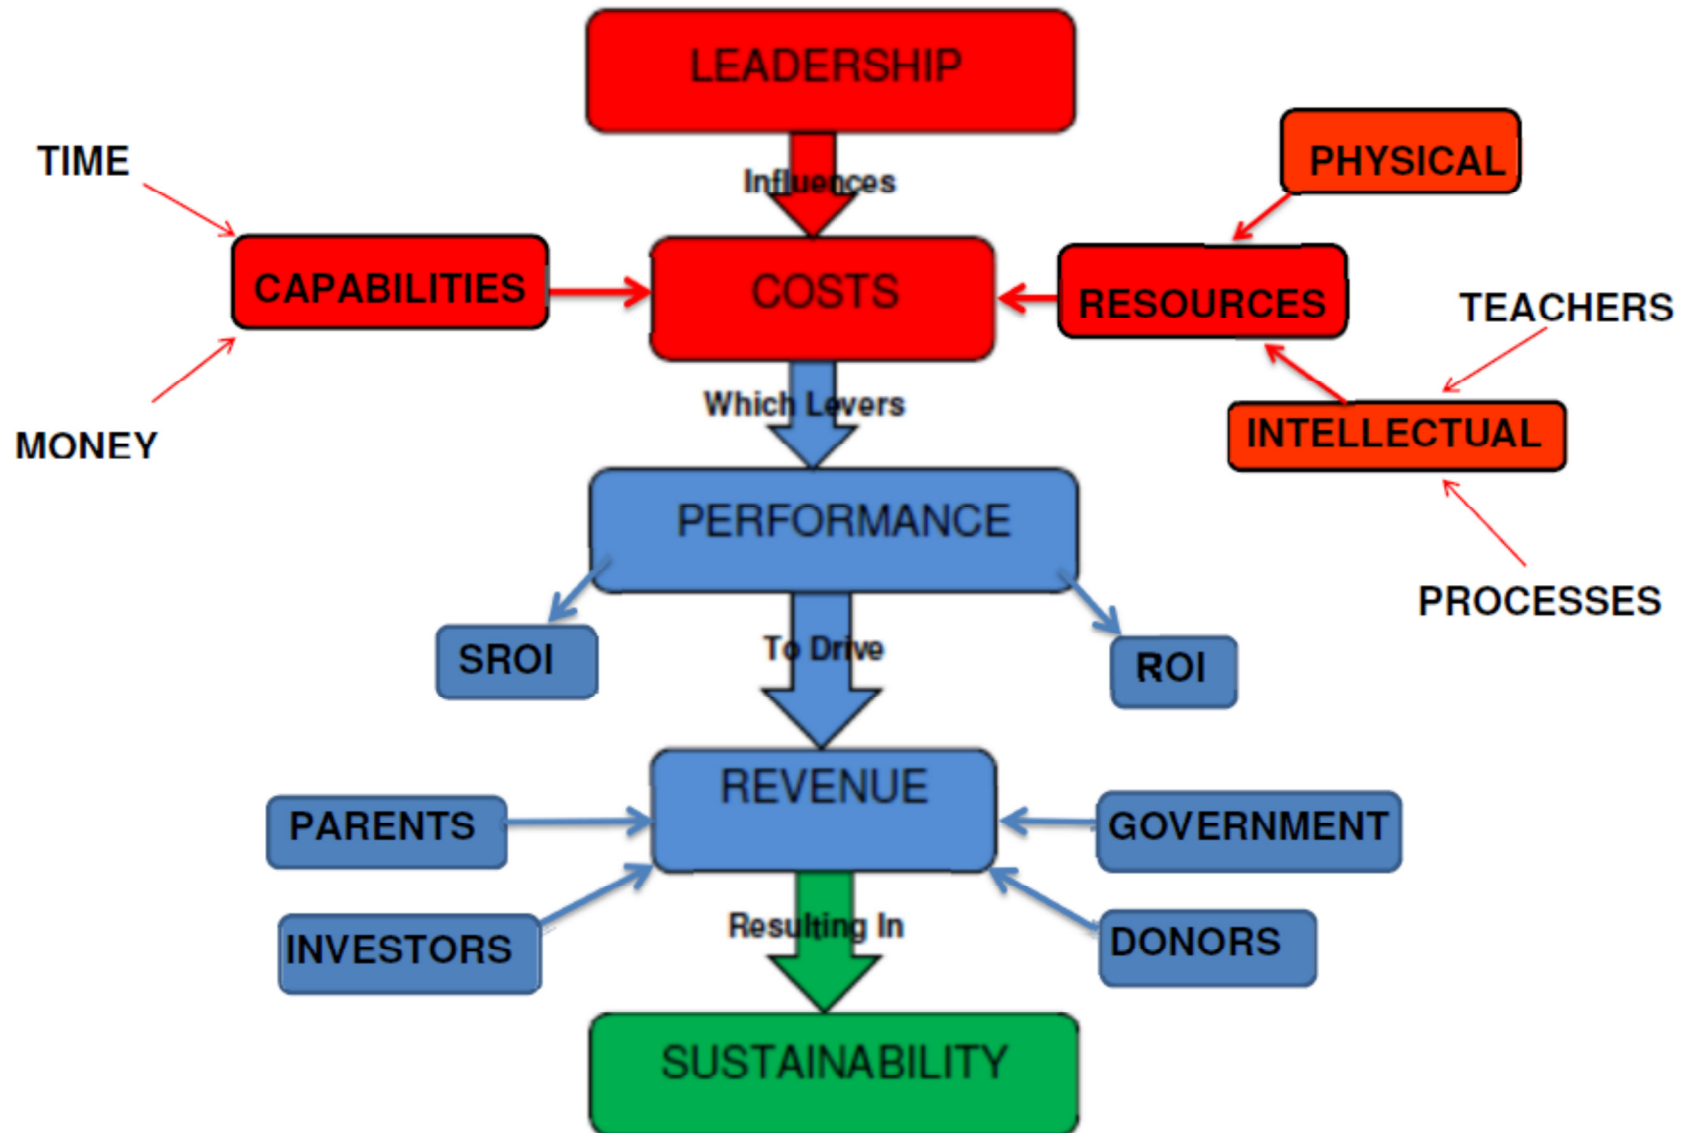 LEADERSHIP
Influences
TIME
PHYSICAL
CAPABILITIES
COSTS
RESOURCES
TEACHERS
MONEY
Which Levers
INTELLECTUAL
PERFORMANCE
PROCESSES
SROI
To Drive
ROI
REVENUE
PARENTS
GOVERNMENT
INVESTORS
Resulting In
DONORS
SUSTAINABILITY